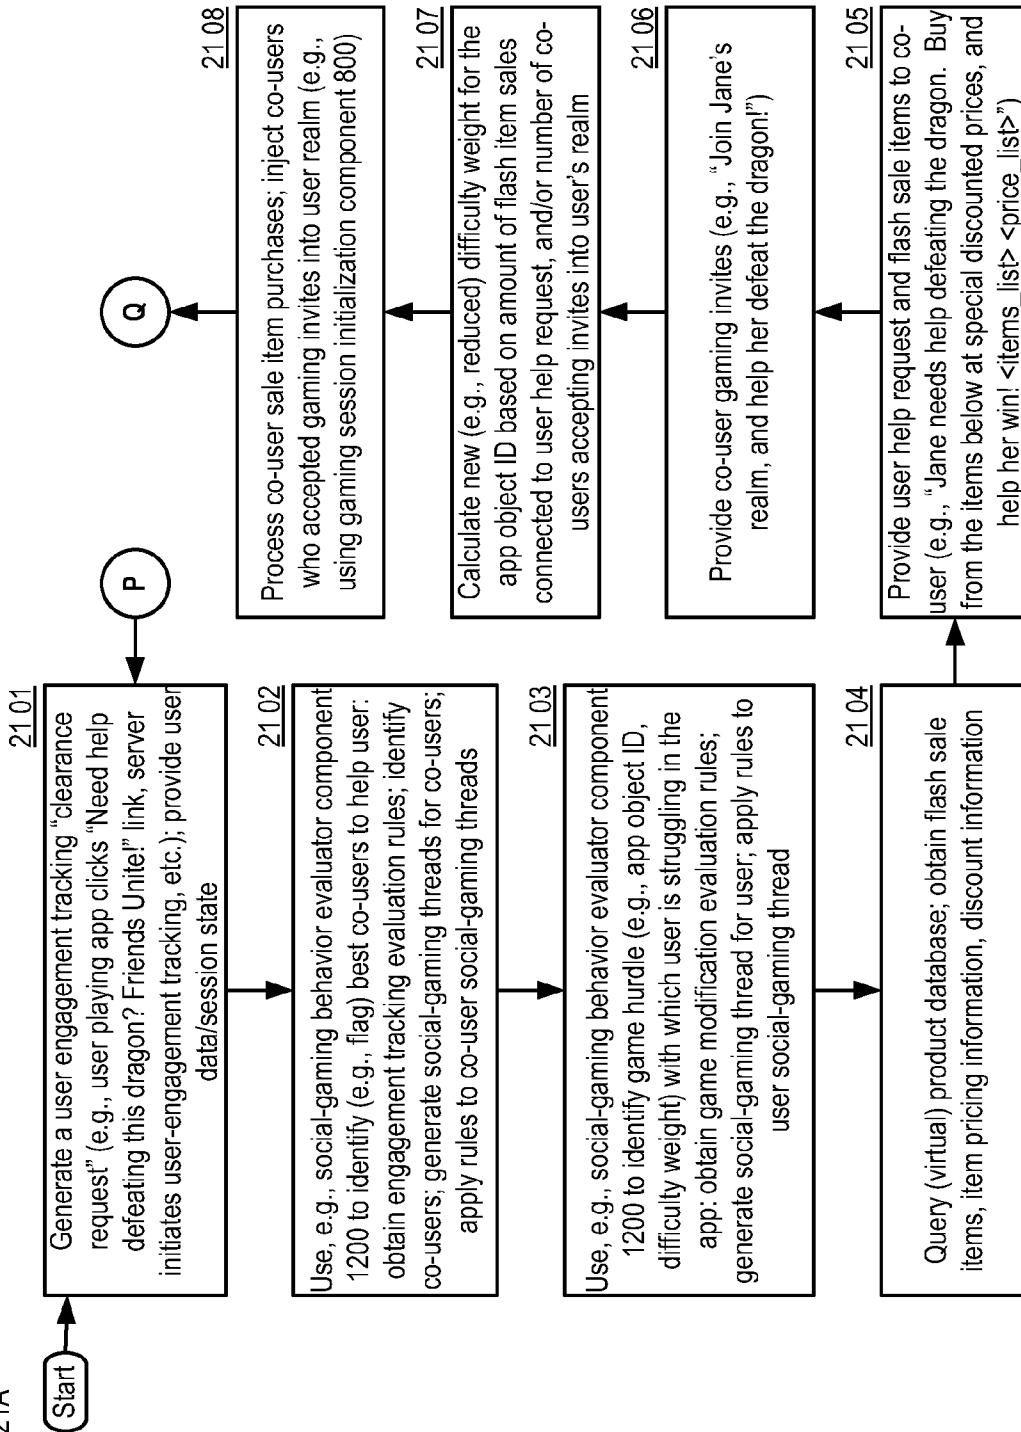 21A
Start
21 01
Generate a user engagement tracking “clearance
request” (e.g., user playing app clicks “Need help
defeating this dragon? Friends Unite!” link, server
initiates user-engagement tracking, etc.); provide user
data/session state
P
21 02
Use, e.g., social-gaming behavior evaluator component
1200 to identify (e.g., flag) best co-users to help user:
obtain engagement tracking evaluation rules; identify
co-users; generate social-gaming threads for co-users;
apply rules to co-user social-gaming threads
21 03
Use, e.g., social-gaming behavior evaluator component
1200 to identify game hurdle (e.g., app object ID,
difficulty weight) with which user is struggling in the
app: obtain game modification evaluation rules;
generate social-gaming thread for user; apply rules to
user social-gaming thread
21 04
Query (virtual) product database; obtain flash sale
items, item pricing information, discount information
21 05
Provide user help request and flash sale items to co-
user (e.g., “Jane needs help defeating the dragon. Buy
from the items below at special discounted prices, and
help her win! <items_list> <price_list>”)
21 06
Provide co-user gaming invites (e.g., “Join Jane’s
realm, and help her defeat the dragon!”)
21 07
Calculate new (e.g., reduced) difficulty weight for the
app object ID based on amount of flash item sales
connected to user help request, and/or number of co-
users accepting invites into user’s realm
21 08
Process co-user sale item purchases; inject co-users
who accepted gaming invites into user realm (e.g.,
using gaming session initialization component 800)
Q